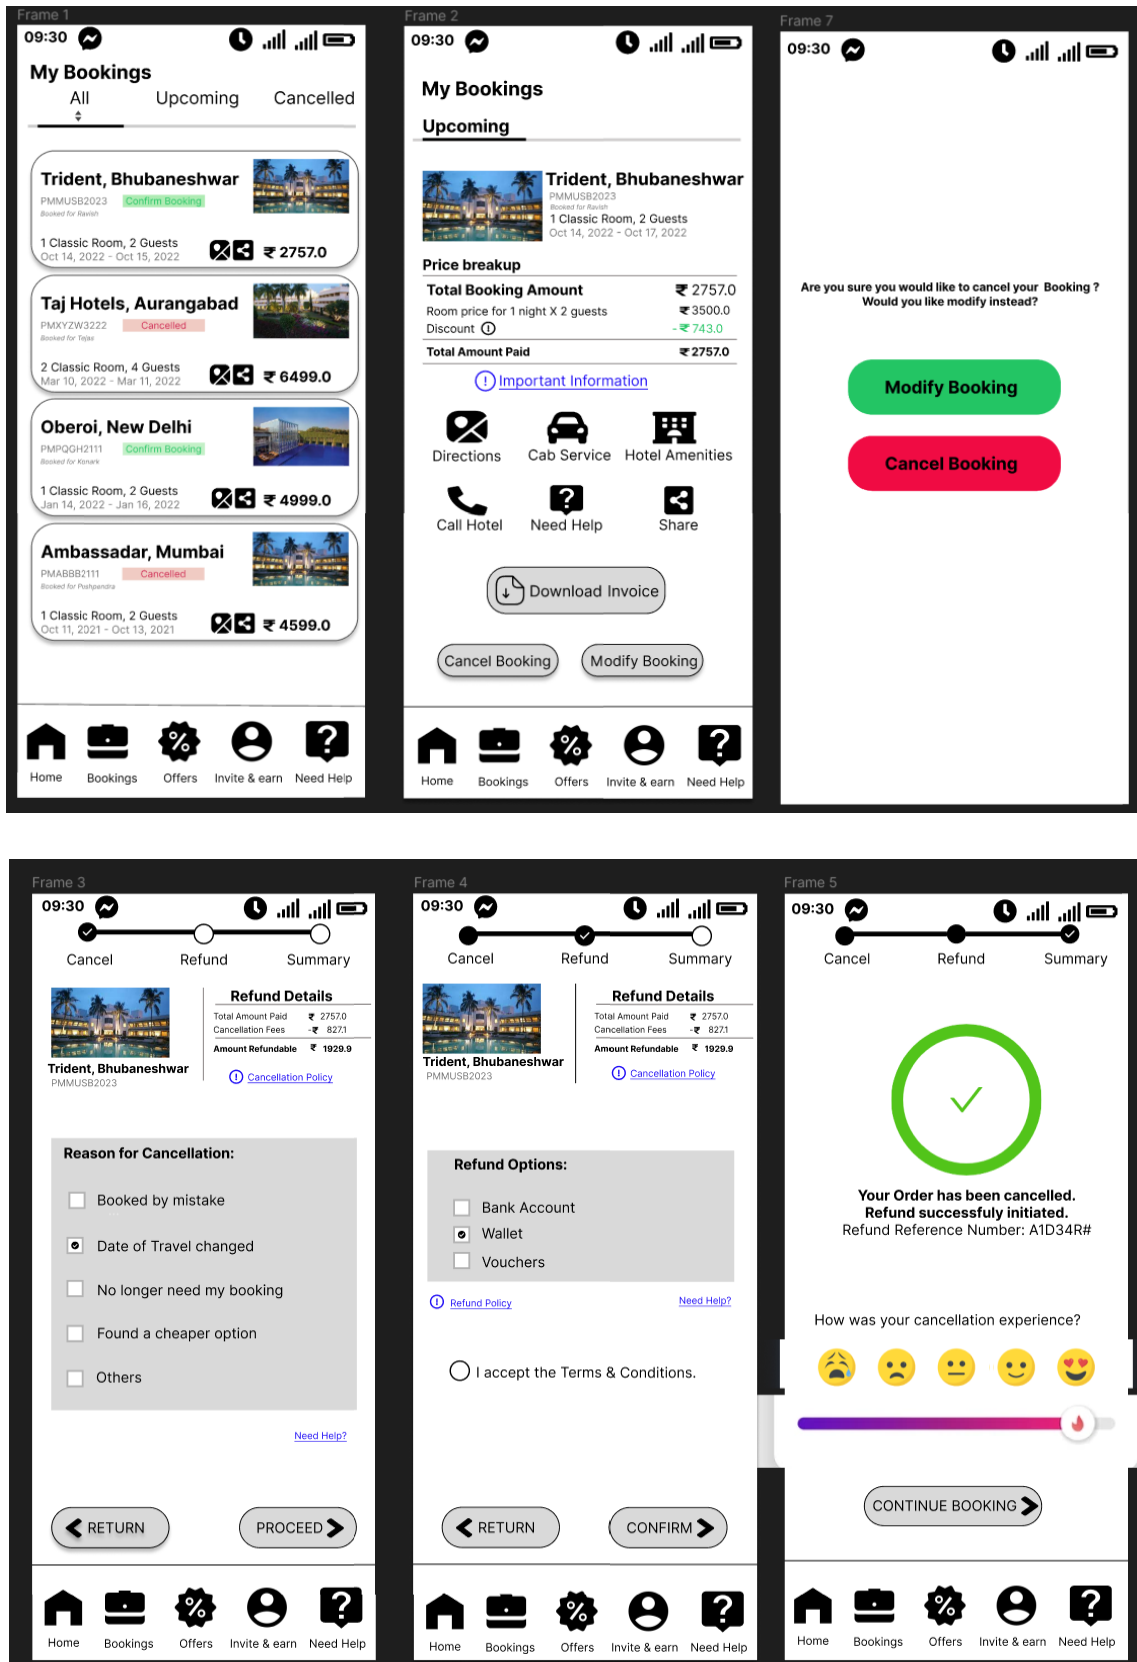 Frame 1
09:30
My Bookings
All Upcoming Cancelled
Trident, Bhubaneshwar
PMMUSB2023 Confirm Booking
Booked for Ravish
1 Classic Room, 2 Guests
Oct 14, 2022 - Oct 15, 2022 ₹ 2757.0
Taj Hotels, Aurangabad
PMXYZW3222 Cancelled
Booked for Tejas
2 Classic Room, 4 Guests
Mar 10, 2022 - Mar 11, 2022 ₹ 6499.0
Oberoi, New Delhi
PMPQGH2111 Confirm Booking
Booked for Konark
1 Classic Room, 2 Guests
Jan 14, 2022 - Jan 16, 2022 ₹ 4999.0
Ambassadar, Mumbai
PMABBB2111 Cancelled
Booked for Pushpendra
1 Classic Room, 2 Guests
Oct 11, 2021 - Oct 13, 2021 ₹ 4599.0
Home Bookings Offers Invite & earn Need Help
Frame 2
09:30
My Bookings
Upcoming
Trident, Bhubaneshwar
PMMUSB2023
Booked for Ravish
1 Classic Room, 2 Guests
Oct 14, 2022 - Oct 17, 2022
Price breakup
Total Booking Amount ₹ 2757.0
Room price for 1 night X 2 guests ₹ 3500.0
Discount - ₹ 743.0
Total Amount Paid ₹ 2757.0
Important Information
Directions Cab Service Hotel Amenities
Call Hotel Need Help Share
Download Invoice
Cancel Booking Modify Booking
Home Bookings Offers Invite & earn Need Help
Frame 7
09:30
Are you sure you would like to cancel your Booking ?
Would you like modify instead?
Modify Booking
Cancel Booking
Frame 3
09:30
Cancel Refund Summary
Refund Details
Total Amount Paid ₹ 2757.0
Cancellation Fees -₹ 827.1
Amount Refundable ₹ 1929.9
Trident, Bhubaneshwar
PMMUSB2023
Cancellation Policy
Reason for Cancellation:
Booked by mistake
Date of Travel changed
No longer need my booking
Found a cheaper option
Others
Need Help?
RETURN PROCEED
Home Bookings Offers Invite & earn Need Help
Frame 4
09:30
Cancel Refund Summary
Refund Details
Total Amount Paid ₹ 2757.0
Cancellation Fees -₹ 827.1
Amount Refundable ₹ 1929.9
Trident, Bhubaneshwar
PMMUSB2023
Cancellation Policy
Refund Options:
Bank Account
Wallet
Vouchers
Refund Policy Need Help?
I accept the Terms & Conditions.
RETURN CONFIRM
Home Bookings Offers Invite & earn Need Help
Frame 5
09:30
Cancel Refund Summary
Your Order has been cancelled.
Refund successfuly initiated.
Refund Reference Number: A1D34R#
How was your cancellation experience?
CONTINUE BOOKING
Home Bookings Offers Invite & earn Need Help